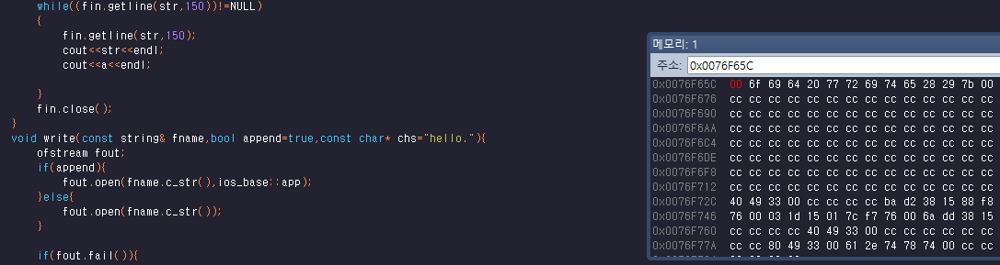 while((fin.getline(str,150))!=NULL)
{
fin.getline(str,150);
cout<<str<<endl;
cout<<a<<endl;
}
fin.close();
}
void write(const string& fname,bool append=true,const char* chs="hello."){
ofstream fout;
if(append){
fout.open(fname.c_str(),ios_base::app);
}else{
fout.open(fname.c_str());
}
if(fout.fail()){
메모리: 1
주소: 0x0076F65C
0x0076F65C 00 6f 69 64 20 77 72 69 74 65 28 29 7b 00
0x0076F676 cc cc cc cc cc cc cc cc cc cc cc cc cc cc
0x0076F690 cc cc cc cc cc cc cc cc cc cc cc cc cc cc
0x0076F6AA cc cc cc cc cc cc cc cc cc cc cc cc cc cc
0x0076F6C4 cc cc cc cc cc cc cc cc cc cc cc cc cc cc
0x0076F6DE cc cc cc cc cc cc cc cc cc cc cc cc cc cc
0x0076F6F8 cc cc cc cc cc cc cc cc cc cc cc cc cc cc
0x0076F712 cc cc cc cc cc cc cc cc cc cc cc cc cc cc
0x0076F72C 40 49 33 00 cc cc cc cc ba d2 38 15 88 f8
0x0076F746 76 00 03 1d 15 01 7c f7 76 00 6a dd 38 15
0x0076F760 cc cc cc cc 40 49 33 00 cc cc cc cc cc cc
0x0076F77A cc cc 80 49 33 00 61 2e 74 78 74 00 cc cc